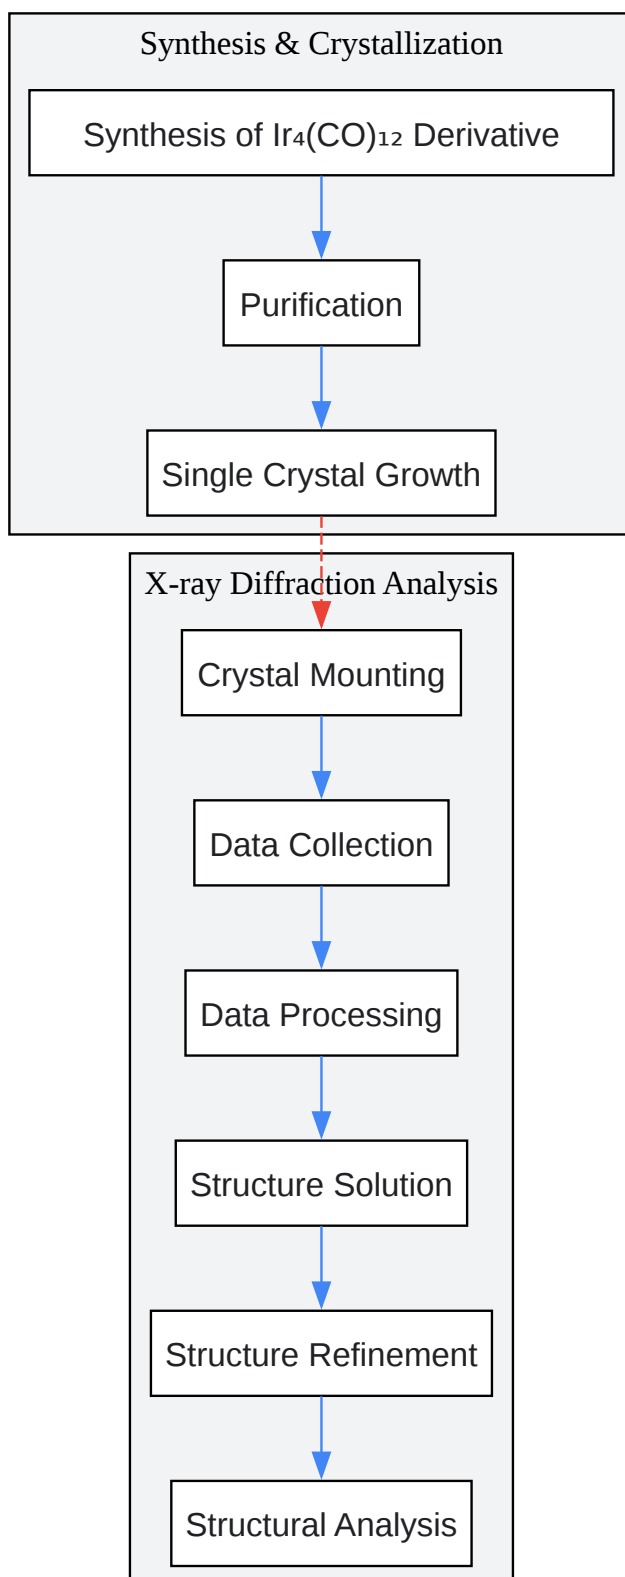 Synthesis & Crystallization
Synthesis of Ir₄(CO)₁₂ Derivative
Purification
Single Crystal Growth
X-ray Diffraction Analysis
Crystal Mounting
Data Collection
Data Processing
Structure Solution
Structure Refinement
Structural Analysis